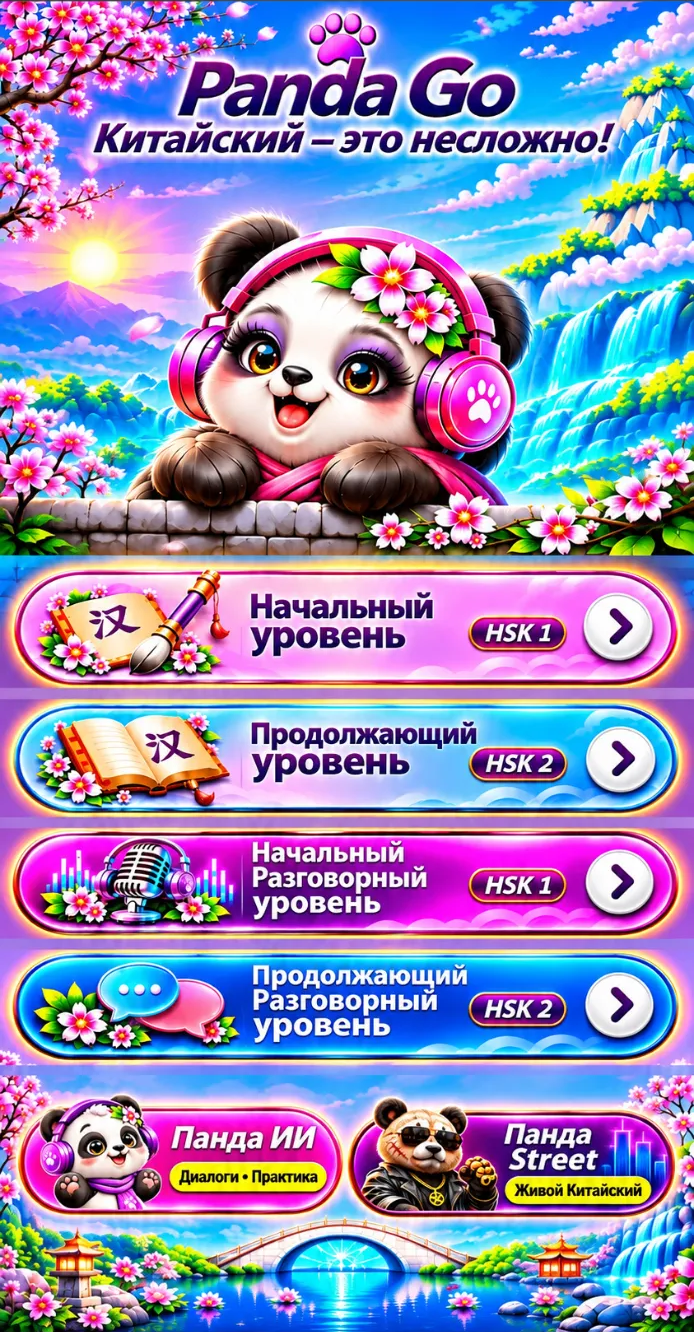 Panda Go
Китайский – это несложно!
汉
Начальный
уровень
HSK 1
汉
Продолжающий
уровень
HSK 2
Начальный
Разговорный
уровень
HSK 1
Продолжающий
Разговорный
уровень
HSK 2
Панда ИИ
Диалоги • Практика
Панда
Street
Живой Китайский